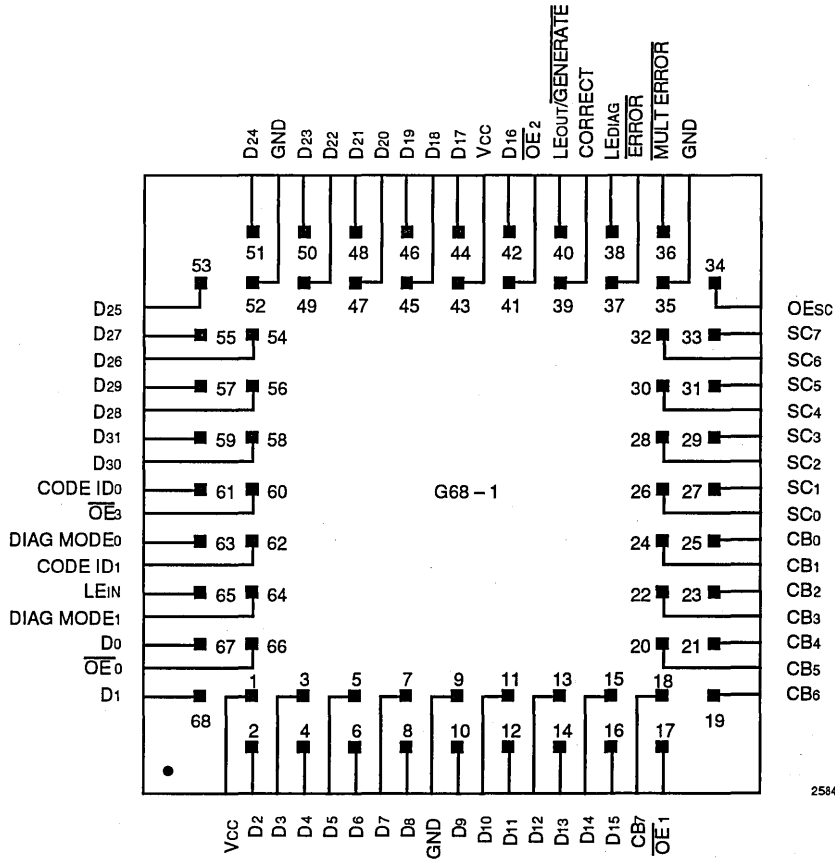 D24
GND
D23
D22
D21
D20
D19
D18
D17
VCC
D16
OE2
LEOUT/GENERATE
CORRECT
LEDIAG
ERROR
MULT ERROR
GND
51 50 48 46 44 42 40 38 36
53 34
52 49 47 45 43 41 39 37 35
D25 OESC
D27 55 54 32 33 SC7
D26 SC6
D29 57 56 30 31 SC5
D28 SC4
D31 59 58 28 29 SC3
D30 SC2
CODE ID0 61 60 G68 – 1 26 27 SC1
OE3 SC0
DIAG MODE0 63 62 24 25 CB0
CODE ID1 CB1
LEIN 65 64 22 23 CB2
DIAG MODE1 CB3
D0 67 66 20 21 CB4
OE0 CB5
1 3 5 7 9 11 13 15 18
D1 CB6
68 19
2 4 6 8 10 12 14 16 17
2584
VCC
D2
D3
D4
D5
D6
D7
D8
GND
D9
D10
D11
D12
D13
D14
D15
CB7
OE1